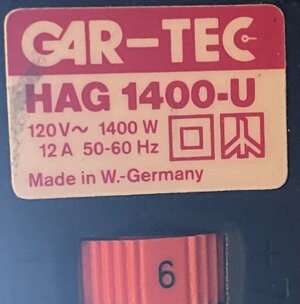 GAR-TEC
HAG 1400-U
120V~ 1400 W
12 A 50-60 Hz
Made in W.-Germany
6